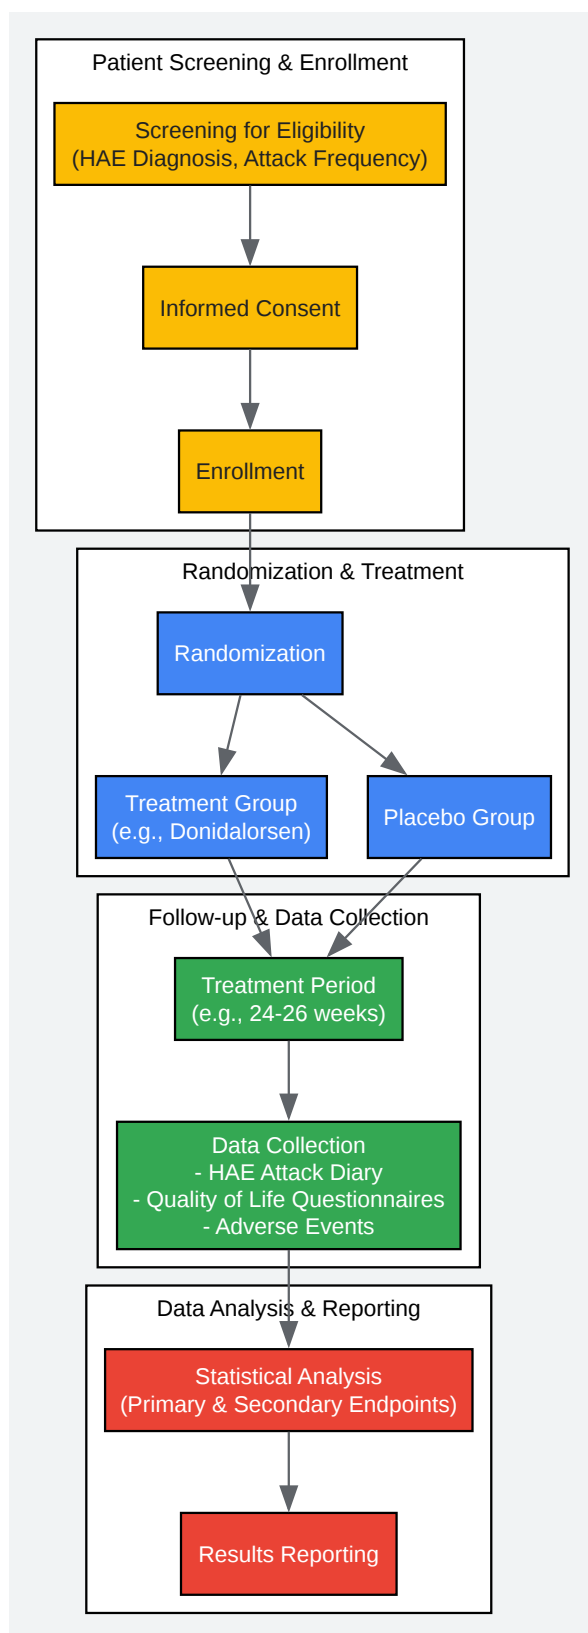 Patient Screening & Enrollment
Screening for Eligibility
(HAE Diagnosis, Attack Frequency)
Informed Consent
Enrollment
Randomization & Treatment
Randomization
Treatment Group
(e.g., Donidalorsen)
Placebo Group
Follow-up & Data Collection
Treatment Period
(e.g., 24-26 weeks)
Data Collection
- HAE Attack Diary
- Quality of Life Questionnaires
- Adverse Events
Data Analysis & Reporting
Statistical Analysis
(Primary & Secondary Endpoints)
Results Reporting